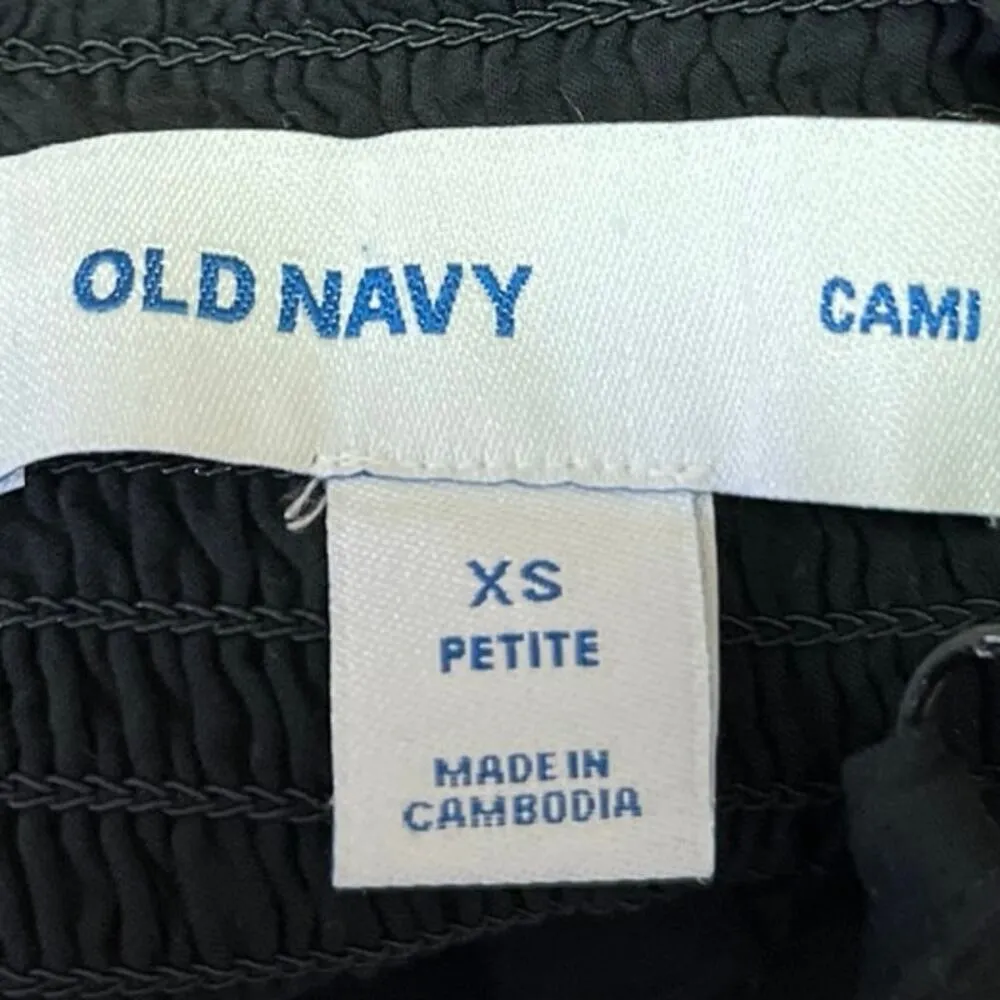 OLD NAVY CAMI
XS
PETITE
MADE IN
CAMBODIA